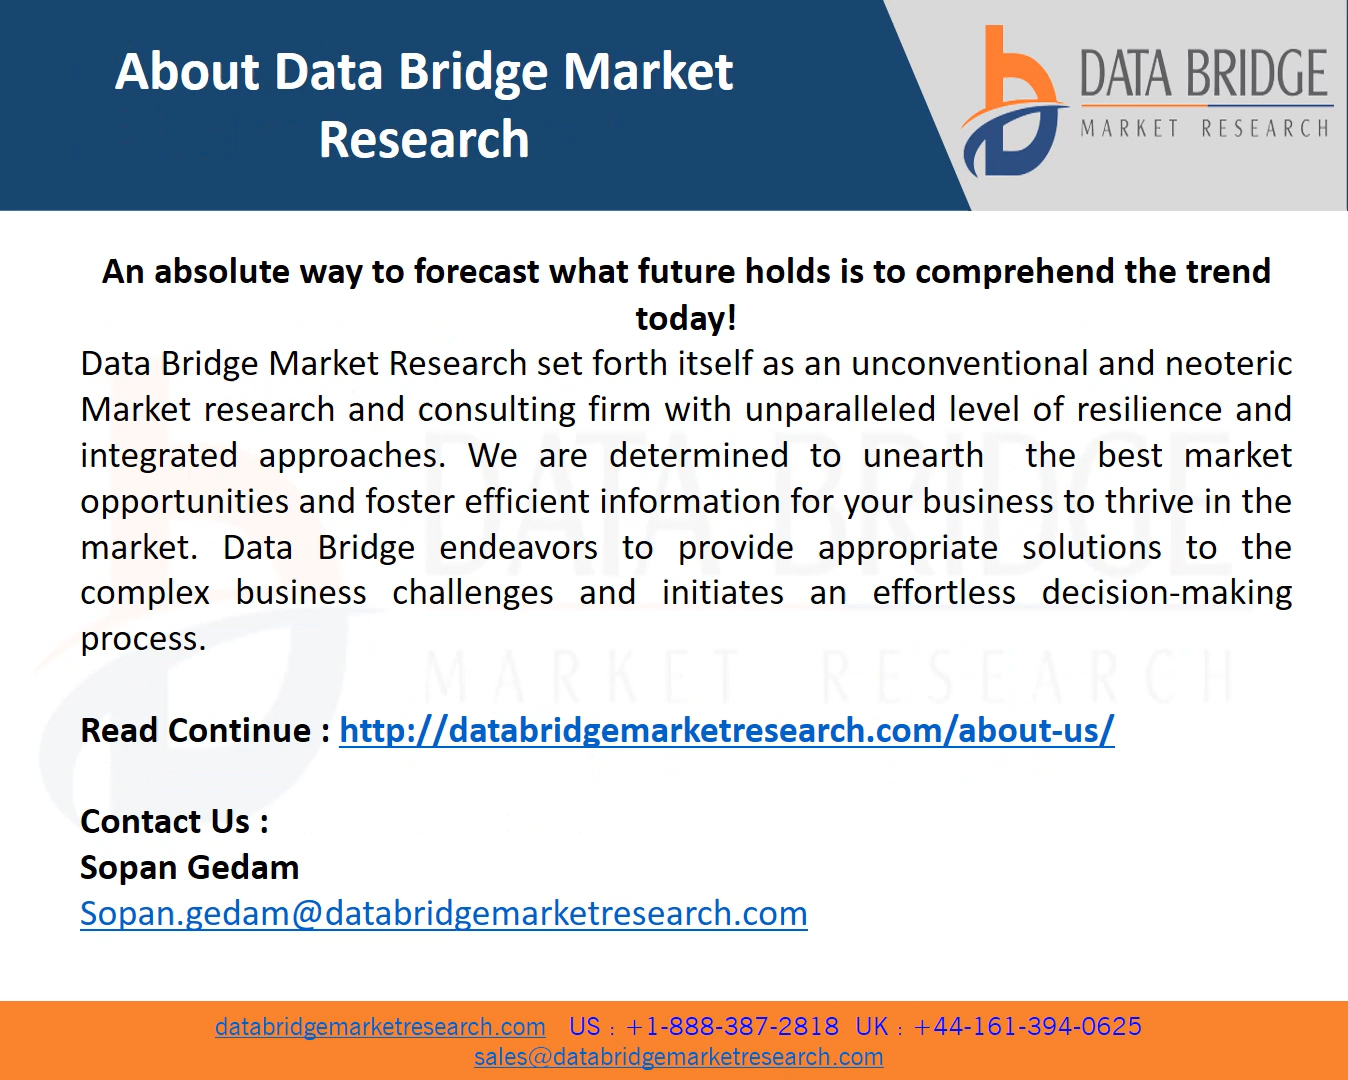 About Data Bridge Market
Research
DATA BRIDGE
MARKET RESEARCH
An absolute way to forecast what future holds is to comprehend the trend
today!
Data Bridge Market Research set forth itself as an unconventional and neoteric
Market research and consulting firm with unparalleled level of resilience and
integrated approaches. We are determined to unearth the best market
opportunities and foster efficient information for your business to thrive in the
market. Data Bridge endeavors to provide appropriate solutions to the
complex business challenges and initiates an effortless decision-making
process.
DATA BRIDGE
MARKET RESEARCH
Read Continue : http://databridgemarketresearch.com/about-us/
Contact Us :
Sopan Gedam
Sopan.gedam@databridgemarketresearch.com
databridgemarketresearch.com US : +1-888-387-2818 UK : +44-161-394-0625
sales@databridgemarketresearch.com